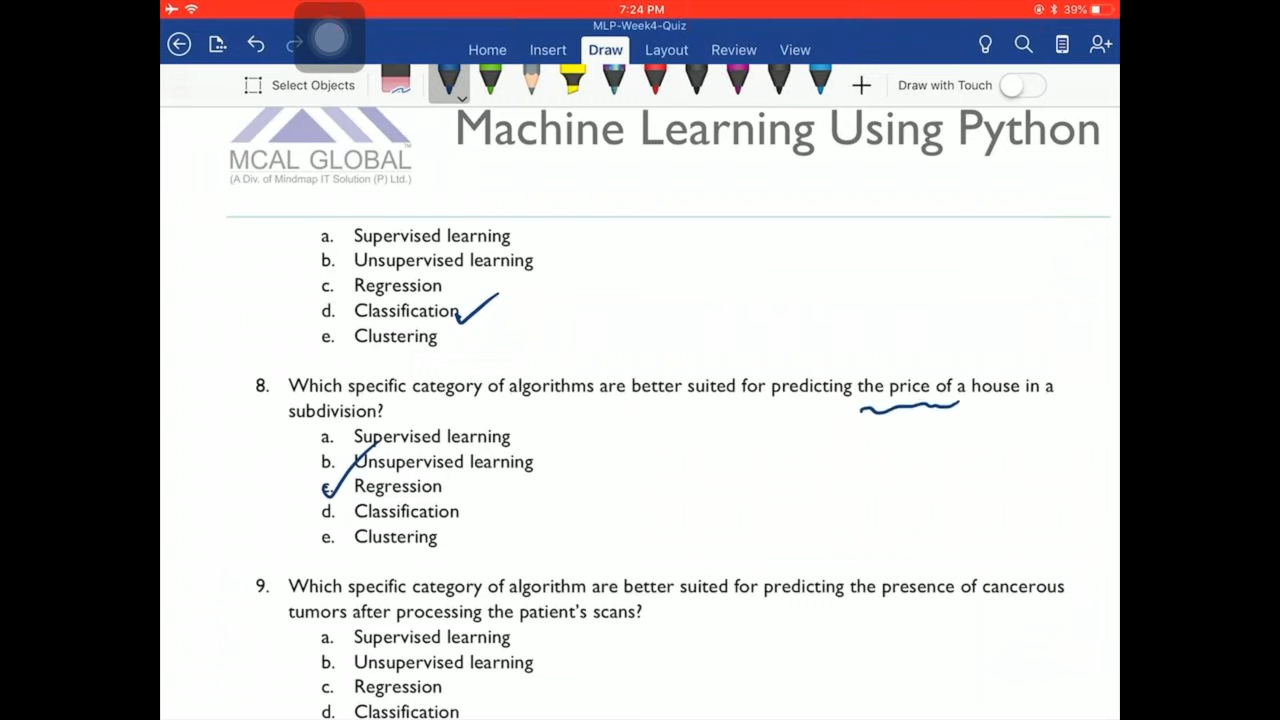 7:24 PM
39%
MLP-Week4-Quiz
Home Insert Draw Layout Review View
Select Objects
Draw with Touch
MCAL GLOBAL
TM
(A Div. of Mindmap IT Solution (P) Ltd.)
Machine Learning Using Python
a. Supervised learning
b. Unsupervised learning
c. Regression
d. Classification
e. Clustering
8. Which specific category of algorithms are better suited for predicting the price of a house in a
subdivision?
a. Supervised learning
b. Unsupervised learning
c. Regression
d. Classification
e. Clustering
9. Which specific category of algorithm are better suited for predicting the presence of cancerous
tumors after processing the patient's scans?
a. Supervised learning
b. Unsupervised learning
c. Regression
d. Classification